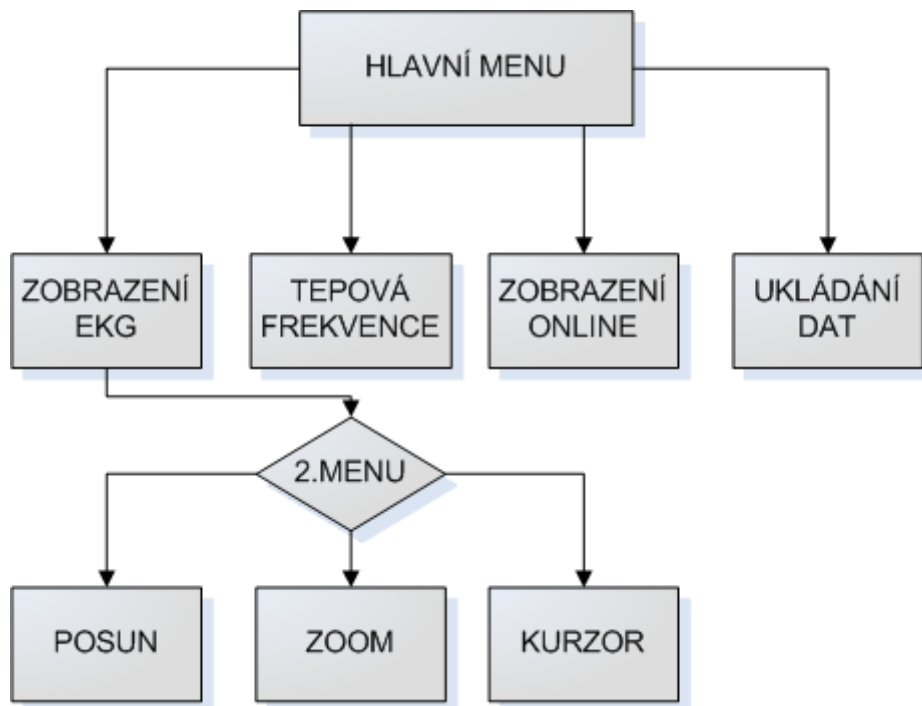 HLAVNÍ MENU
ZOBRAZENÍ
EKG
TEPOVÁ
FREKVENCE
ZOBRAZENÍ
ONLINE
UKLÁDÁNÍ
DAT
2.MENU
POSUN
ZOOM
KURZOR